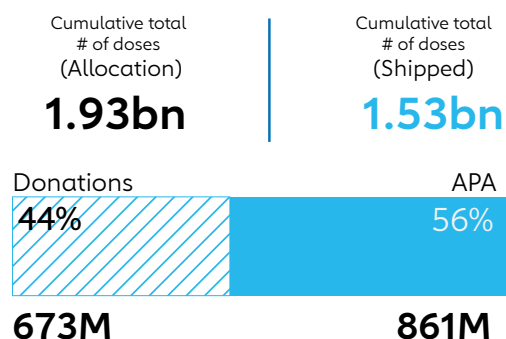 Cumulative total
# of doses
(Allocation)
1.93bn
Cumulative total
# of doses
(Shipped)
1.53bn
Donations
APA
44%
56%
673M
861M